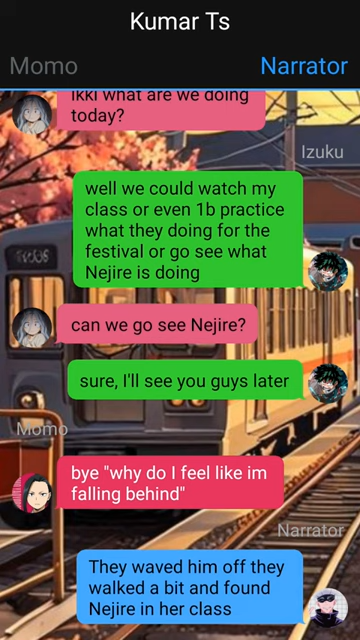 Kumar Ts
Momo
Narrator
Ikki what are we doing
today?
Izuku
well we could watch my
class or even 1b practice
what they doing for the
festival or go see what
Nejire is doing
can we go see Nejire?
sure, I'll see you guys later
Momo
bye "why do I feel like im
falling behind"
Narrator
They waved him off they
walked a bit and found
Nejire in her class